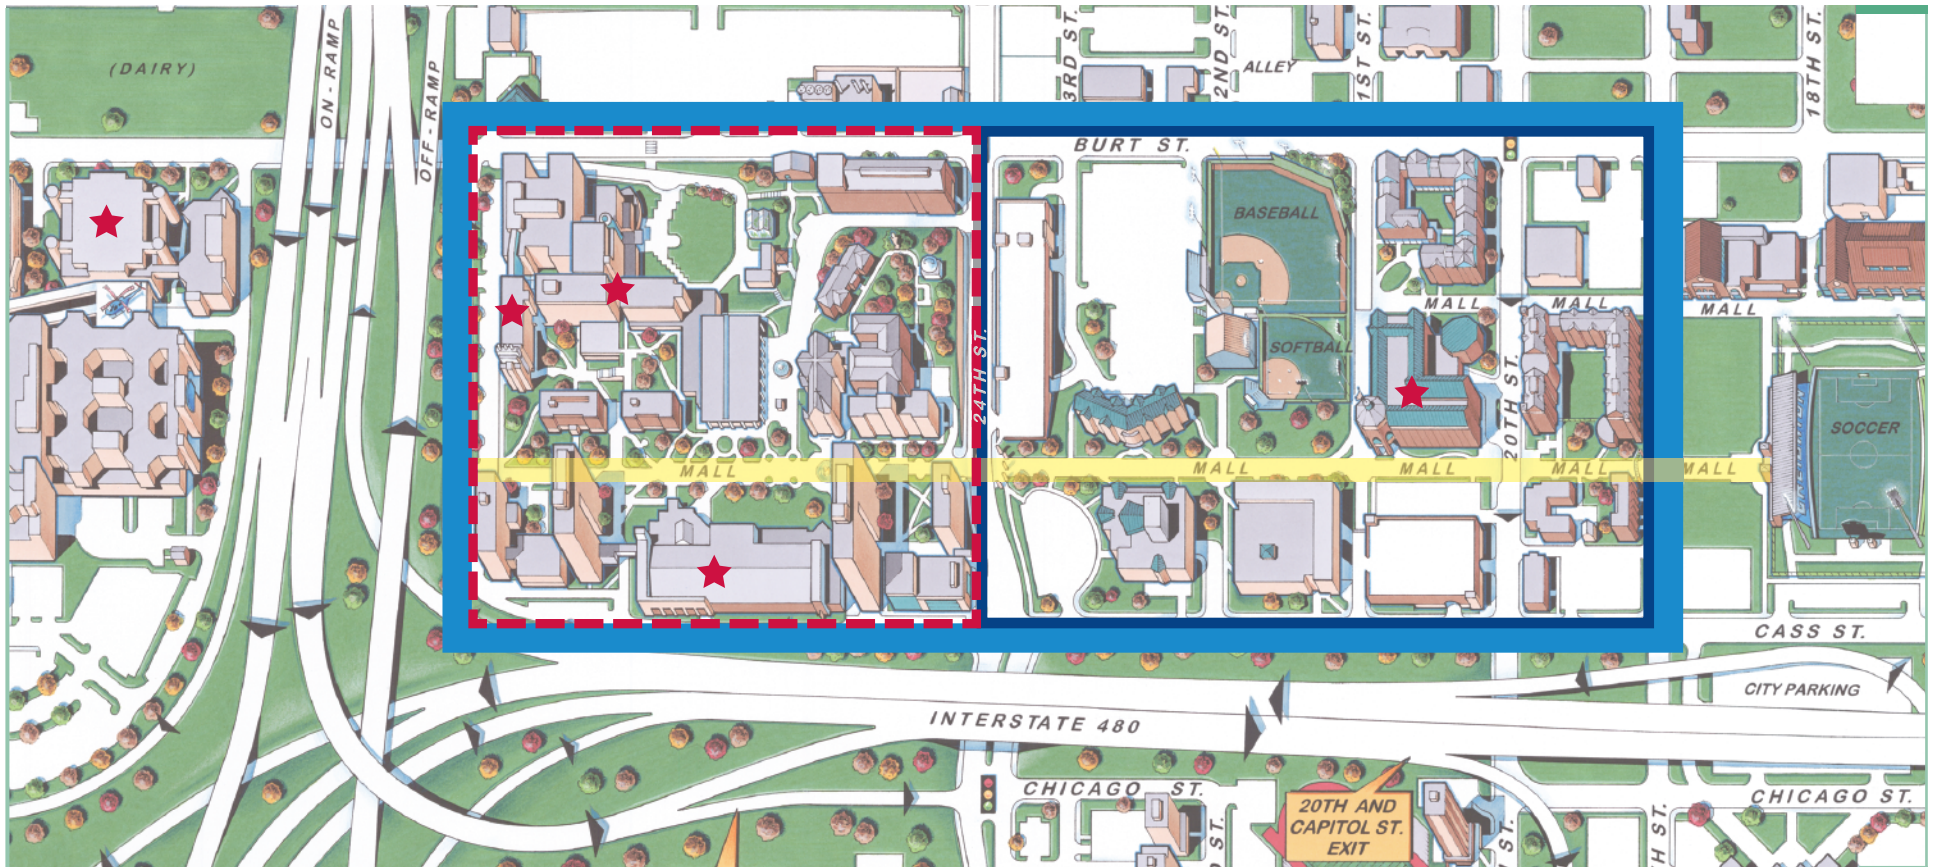 (DAIRY)
ON-RAMP
OFF-RAMP
3RD ST.
2ND ST.
ALLEY
1ST ST.
18TH ST.
BURT ST.
BASEBALL
SOFTBALL
MALL
MALL
MALL
24TH ST.
20TH ST.
SOCCER
MALL
MALL
MALL
MALL
MALL
CASS ST.
CITY PARKING
INTERSTATE 480
CHICAGO ST.
CHICAGO ST.
20TH AND
CAPITOL ST.
EXIT